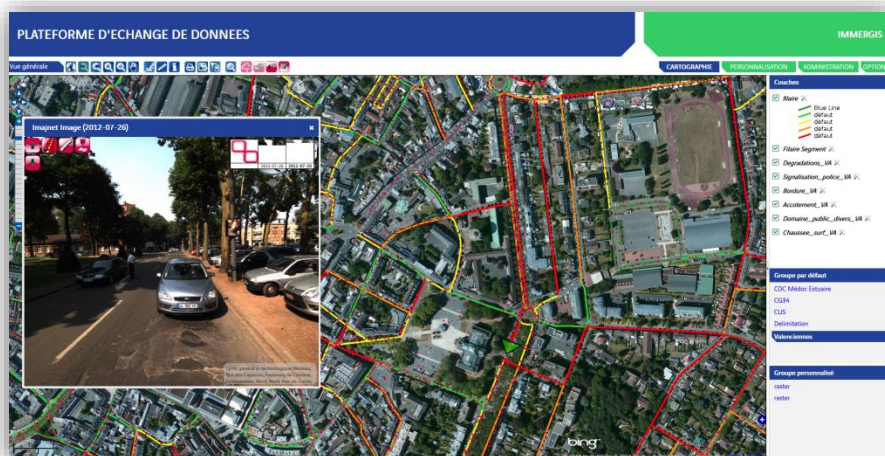 PLATEFORME D'ECHANGE DE DONNEES
IMMERGIS
Vue générale
CARTOGRAPHIE
PERSONNALISATION
ADMINISTRATION
OPTION
Imajnet Image (2012-07-26)
Couches
filaire
Blue Line
défaut
défaut
défaut
défaut
Filaire Segment
Degradations_VA
Signalisation_police_VA
Bordure_VA
Accotement_VA
Domaine_public_divers_VA
Chaussee_surf_VA
Groupe par défaut
CDC Médoc Estuaire
CG34
CUS
Delimitation
Valenciennes
Groupe personnalisé
raster
raster
bing